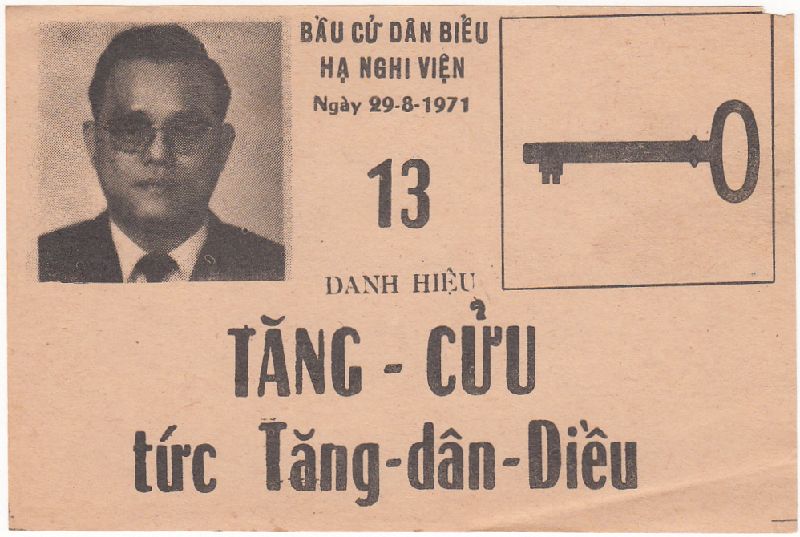 BẦU CỬ DÂN BIỂU
HẠ NGHI VIỆN
Ngày 29-8-1971
13
DANH HIỆU
TĂNG - CỬU
tức Tăng-dân-Diều